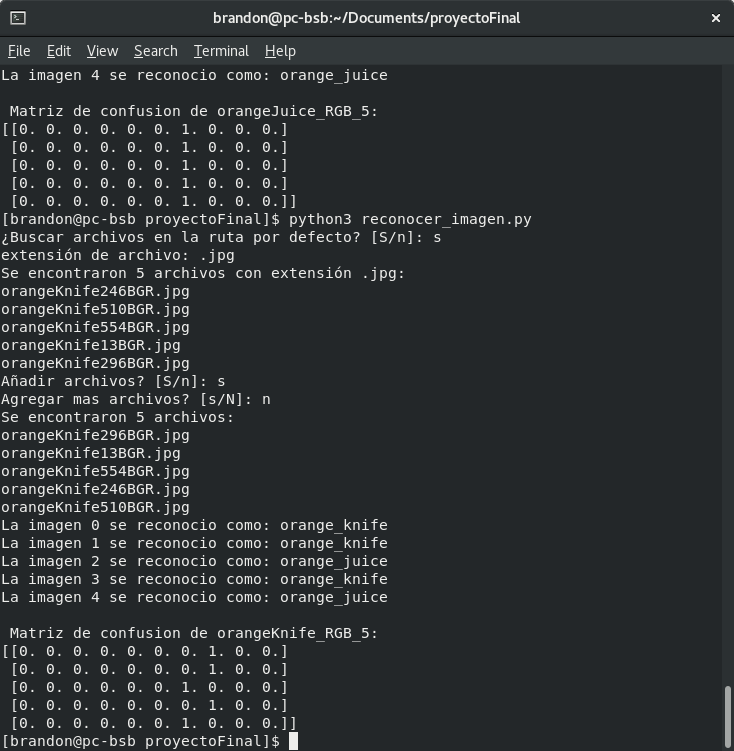 brandon@pc-bsb:~/Documents/proyectoFinal
File Edit View Search Terminal Help
La imagen 4 se reconocio como: orange_juice
Matriz de confusion de orangeJuice_RGB_5:
[[0. 0. 0. 0. 0. 0. 1. 0. 0. 0.]
[0. 0. 0. 0. 0. 0. 1. 0. 0. 0.]
[0. 0. 0. 0. 0. 0. 1. 0. 0. 0.]
[0. 0. 0. 0. 0. 0. 1. 0. 0. 0.]
[0. 0. 0. 0. 0. 0. 1. 0. 0. 0.]]
[brandon@pc-bsb proyectoFinal]$ python3 reconocer_imagen.py
¿Buscar archivos en la ruta por defecto? [S/n]: s
extensión de archivo: .jpg
Se encontraron 5 archivos con extensión .jpg:
orangeKnife246BGR.jpg
orangeKnife510BGR.jpg
orangeKnife554BGR.jpg
orangeKnife13BGR.jpg
orangeKnife296BGR.jpg
Añadir archivos? [S/n]: s
Agregar mas archivos? [s/N]: n
Se encontraron 5 archivos:
orangeKnife296BGR.jpg
orangeKnife13BGR.jpg
orangeKnife554BGR.jpg
orangeKnife246BGR.jpg
orangeKnife510BGR.jpg
La imagen 0 se reconocio como: orange_knife
La imagen 1 se reconocio como: orange_knife
La imagen 2 se reconocio como: orange_juice
La imagen 3 se reconocio como: orange_knife
La imagen 4 se reconocio como: orange_juice
Matriz de confusion de orangeKnife_RGB_5:
[[0. 0. 0. 0. 0. 0. 0. 1. 0. 0.]
[0. 0. 0. 0. 0. 0. 0. 1. 0. 0.]
[0. 0. 0. 0. 0. 0. 1. 0. 0. 0.]
[0. 0. 0. 0. 0. 0. 0. 1. 0. 0.]
[0. 0. 0. 0. 0. 0. 1. 0. 0. 0.]]
[brandon@pc-bsb proyectoFinal]$